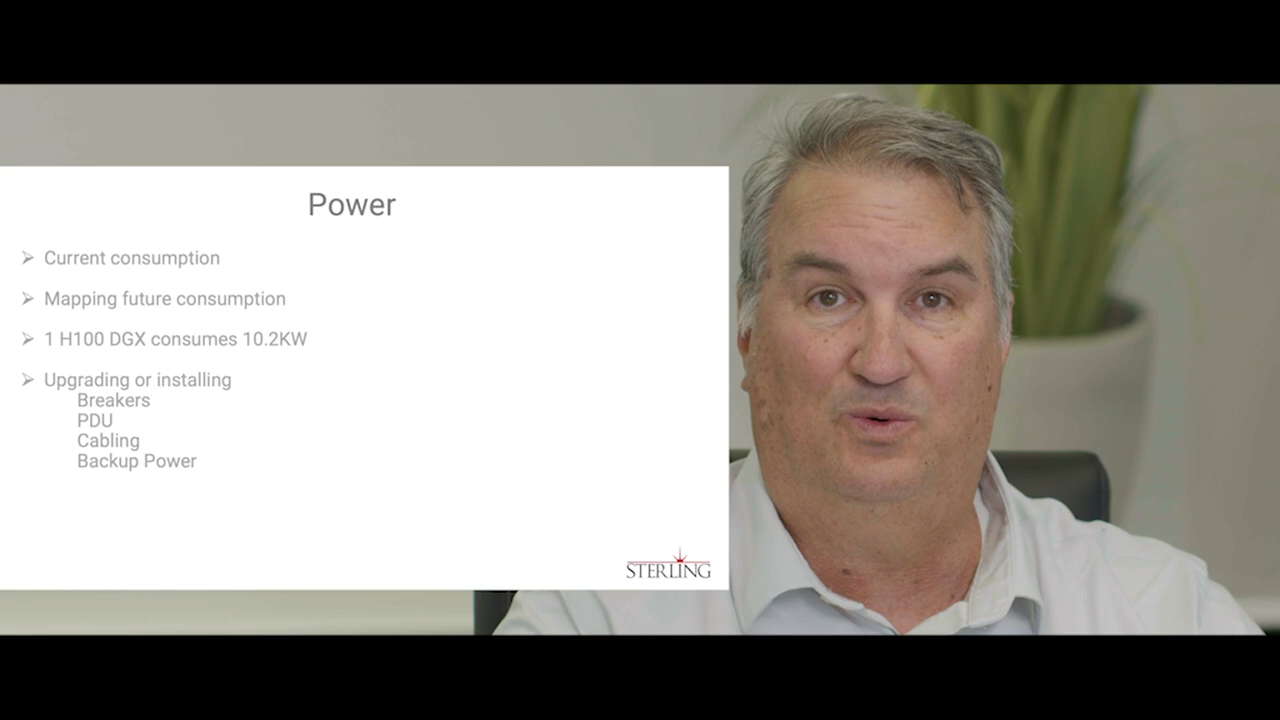 Power
➢ Current consumption
➢ Mapping future consumption
➢ 1 H100 DGX consumes 10.2KW
➢ Upgrading or installing
Breakers
PDU
Cabling
Backup Power
STERLING